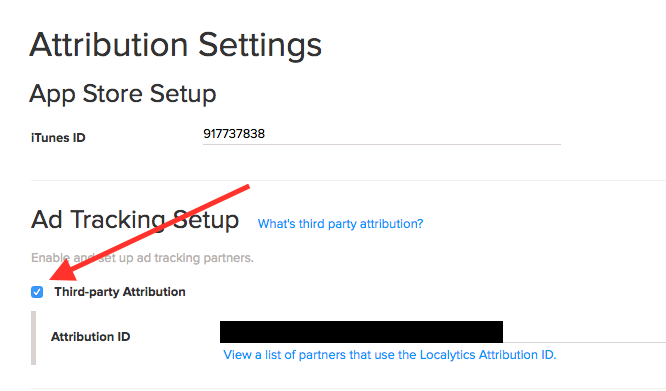 Attribution Settings
App Store Setup
iTunes ID 917737838
Ad Tracking Setup What's third party attribution?
Enable and set up ad tracking partners.
Third-party Attribution
Attribution ID
View a list of partners that use the Localytics Attribution ID.